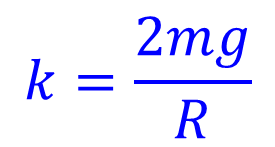 k = 2mg/R